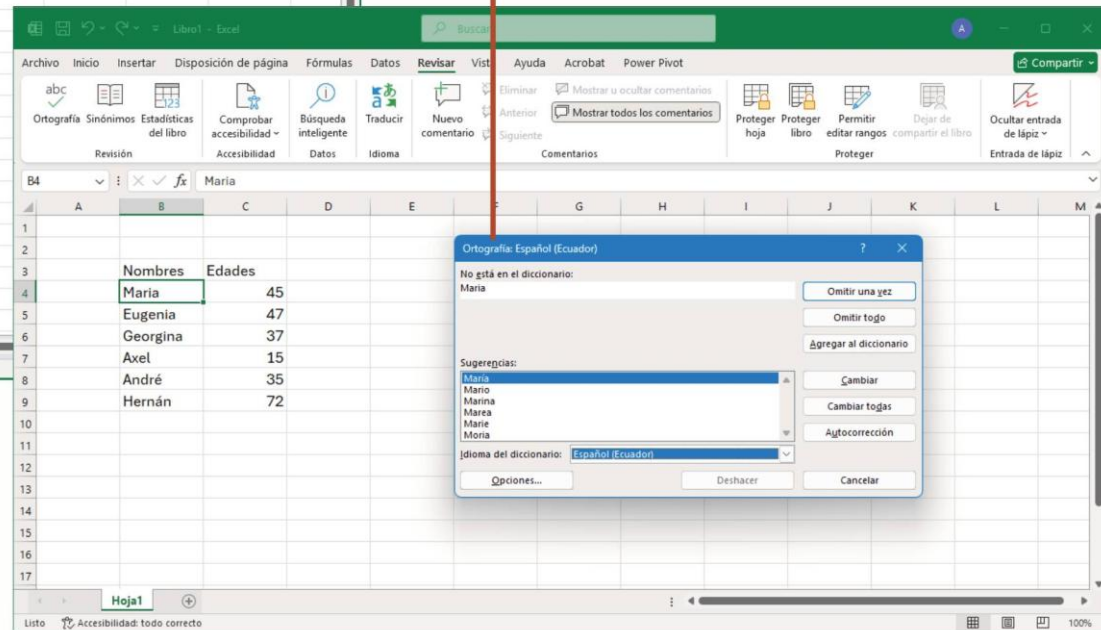 Libro1 - Excel
Buscar
A
Archivo Inicio Insertar Disposición de página Fórmulas Datos Revisar Vista Ayuda Acrobat Power Pivot
Compartir
abc
Ortografía Sinónimos Estadísticas del libro
Comprobar accesibilidad
Búsqueda inteligente
Traducir
Nuevo comentario
Eliminar
Anterior
Siguiente
Mostrar u ocultar comentarios
Mostrar todos los comentarios
Proteger hoja
Proteger libro
Permitir editar rangos
Dejar de compartir el libro
Ocultar entrada de lápiz
Revisión Accesibilidad Datos Idioma Comentarios Proteger Entrada de lápiz
B4 fx Maria
A B C D E F G H I J K L M
1
2
3 Nombres Edades
4 Maria 45
5 Eugenia 47
6 Georgina 37
7 Axel 15
8 André 35
9 Hernán 72
10
11
12
13
14
15
16
17
Ortografía: Español (Ecuador) ?
No está en el diccionario:
Maria
Omitir una vez
Omitir todo
Agregar al diccionario
Sugerencias:
María
Mario
Marina
Marea
Marie
Moria
Cambiar
Cambiar todas
Autocorrección
Idioma del diccionario: Español (Ecuador)
Opciones... Deshacer Cancelar
Hoja1
Listo Accesibilidad: todo correcto 100%